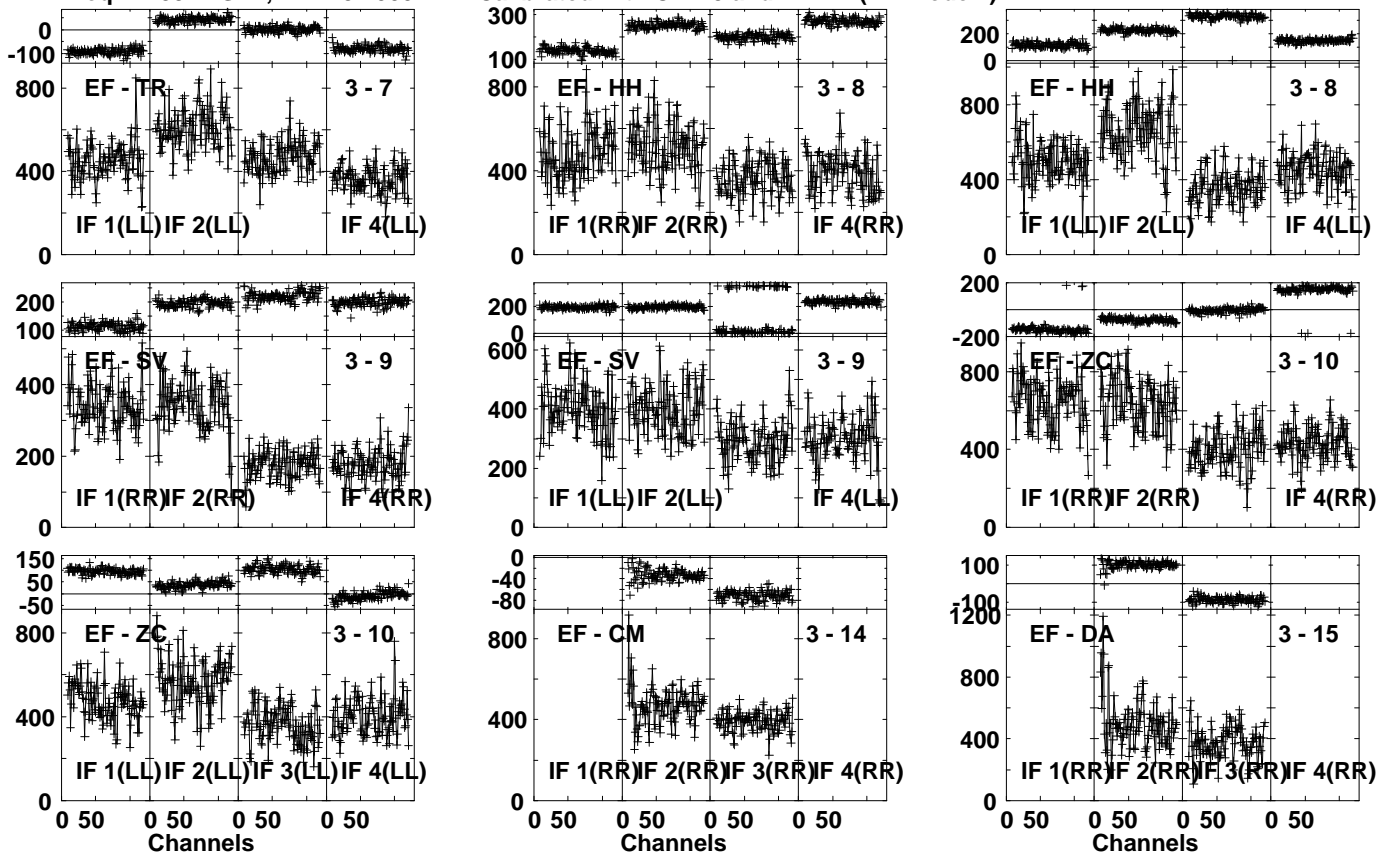 0
-100
300
100
200
0
800
400
0
EF - TR
3 - 7
IF 1(LL)
IF 2(LL)
IF 4(LL)
800
400
0
EF - HH
3 - 8
IF 1(RR)
IF 2(RR)
IF 4(RR)
800
400
0
EF - HH
3 - 8
IF 1(LL)
IF 2(LL)
IF 4(LL)
200
100
200
0
200
-200
400
200
0
EF - SV
3 - 9
IF 1(RR)
IF 2(RR)
IF 4(RR)
600
400
200
0
EF - SV
3 - 9
IF 1(LL)
IF 2(LL)
IF 4(LL)
800
400
0
EF - ZC
3 - 10
IF 1(RR)
IF 2(RR)
IF 4(RR)
150
50
-50
0
-40
-80
100
-100
800
400
0
EF - ZC
3 - 10
IF 1(LL)
IF 2(LL)
IF 3(LL)
IF 4(LL)
800
400
0
EF - CM
3 - 14
IF 1(RR)
IF 2(RR)
IF 3(RR)
IF 4(RR)
1200
800
400
0
EF - DA
3 - 15
IF 1(RR)
IF 2(RR)
IF 3(RR)
IF 4(RR)
0 50 0 50 0 50 0 50
Channels
0 50 0 50 0 50 0 50
Channels
0 50 0 50 0 50 0 50
Channels